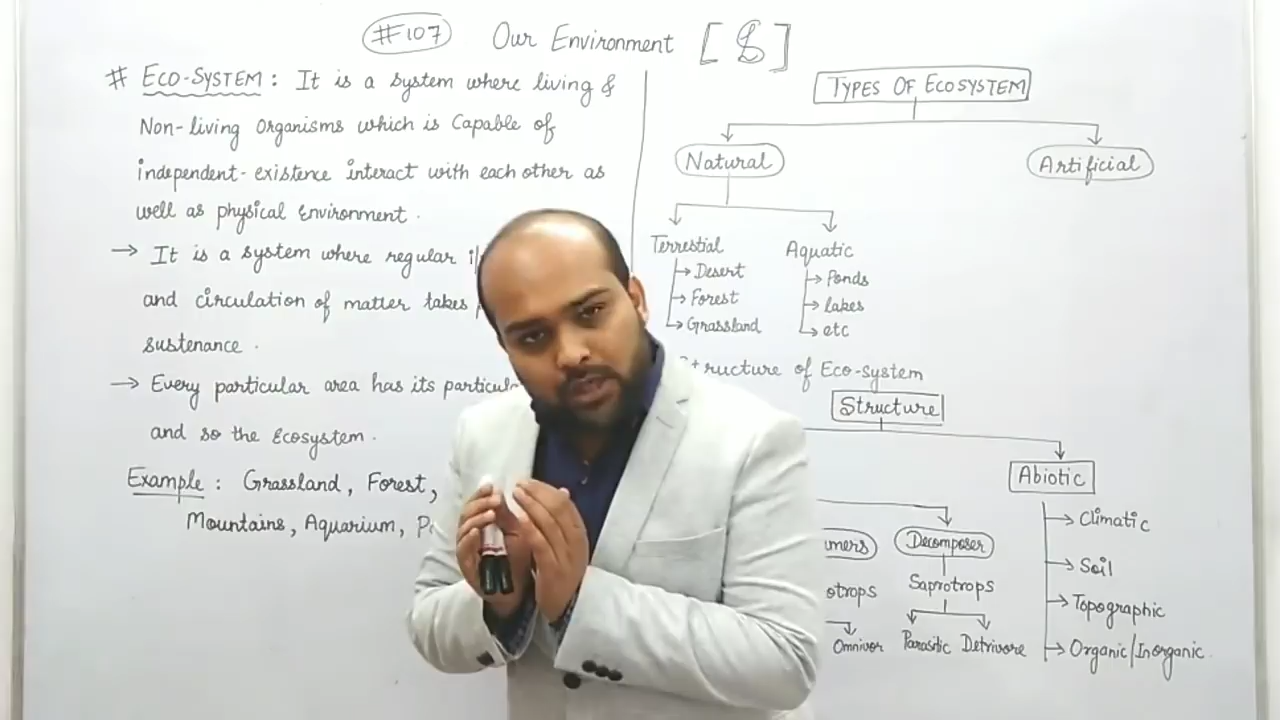 #107 Our Environment [ ]
# ECO-SYSTEM : It is a system where living &
Non-living Organisms which is Capable of
independent-existence interact with each other as
well as physical Environment.
→ It is a system where regular
and circulation of matter takes
sustenance.
→ Every particular area has its particul
and so the Ecosystem.
Example : Grassland, Forest,
Mountains, Aquarium, P
TYPES OF ECOSYSTEM
Natural
Artificial
Terrestial
Desert
Forest
Grassland
Aquatic
Ponds
Lakes
etc
Structure of Eco-system
Structure
Abiotic
Climatic
Soil
Topographic
Organic/Inorganic.
umers
otrops
Omnivor
Decomposer
Saprotrops
Parasitic Detrivore